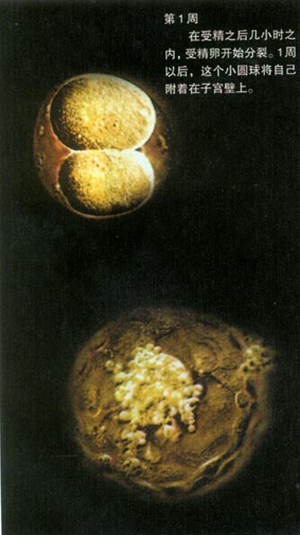 第1周
在受精之后几小时之
内，受精卵开始分裂。1周
以后，这个小圆球将自己
附着在子宫壁上。